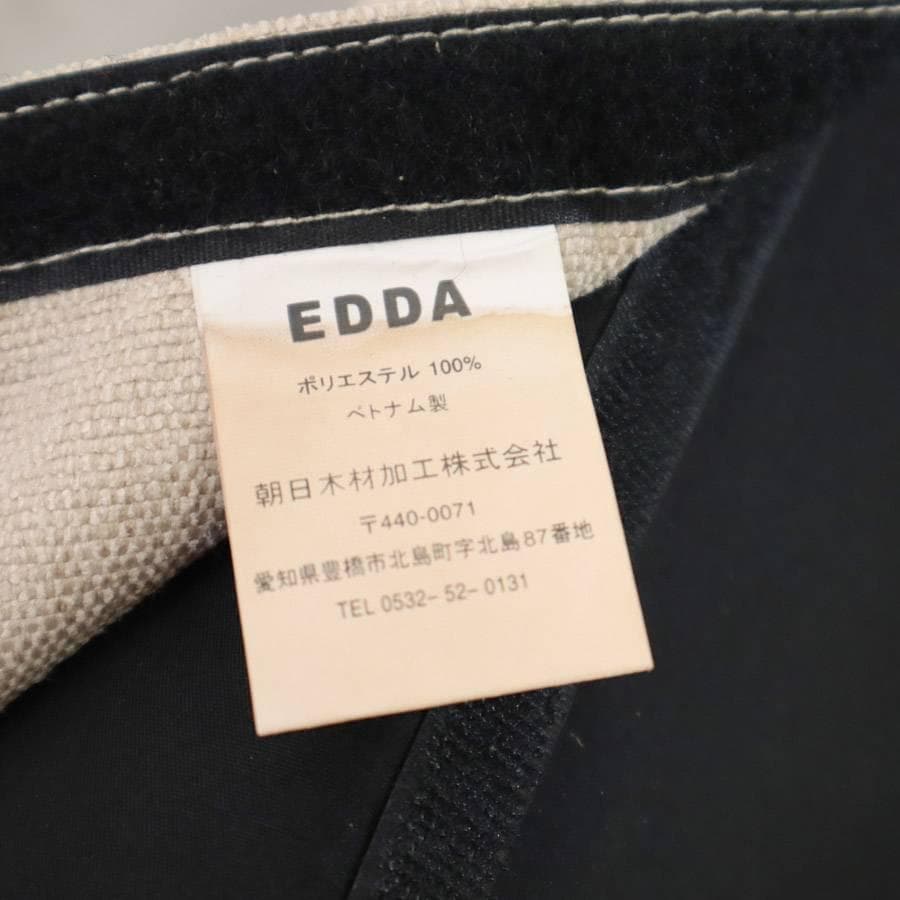 EDDA
ポリエステル 100%
ベトナム製
朝日木材加工株式会社
〒440-0071
愛知県豊橋市北島町字北島87番地
TEL 0532-52-0131